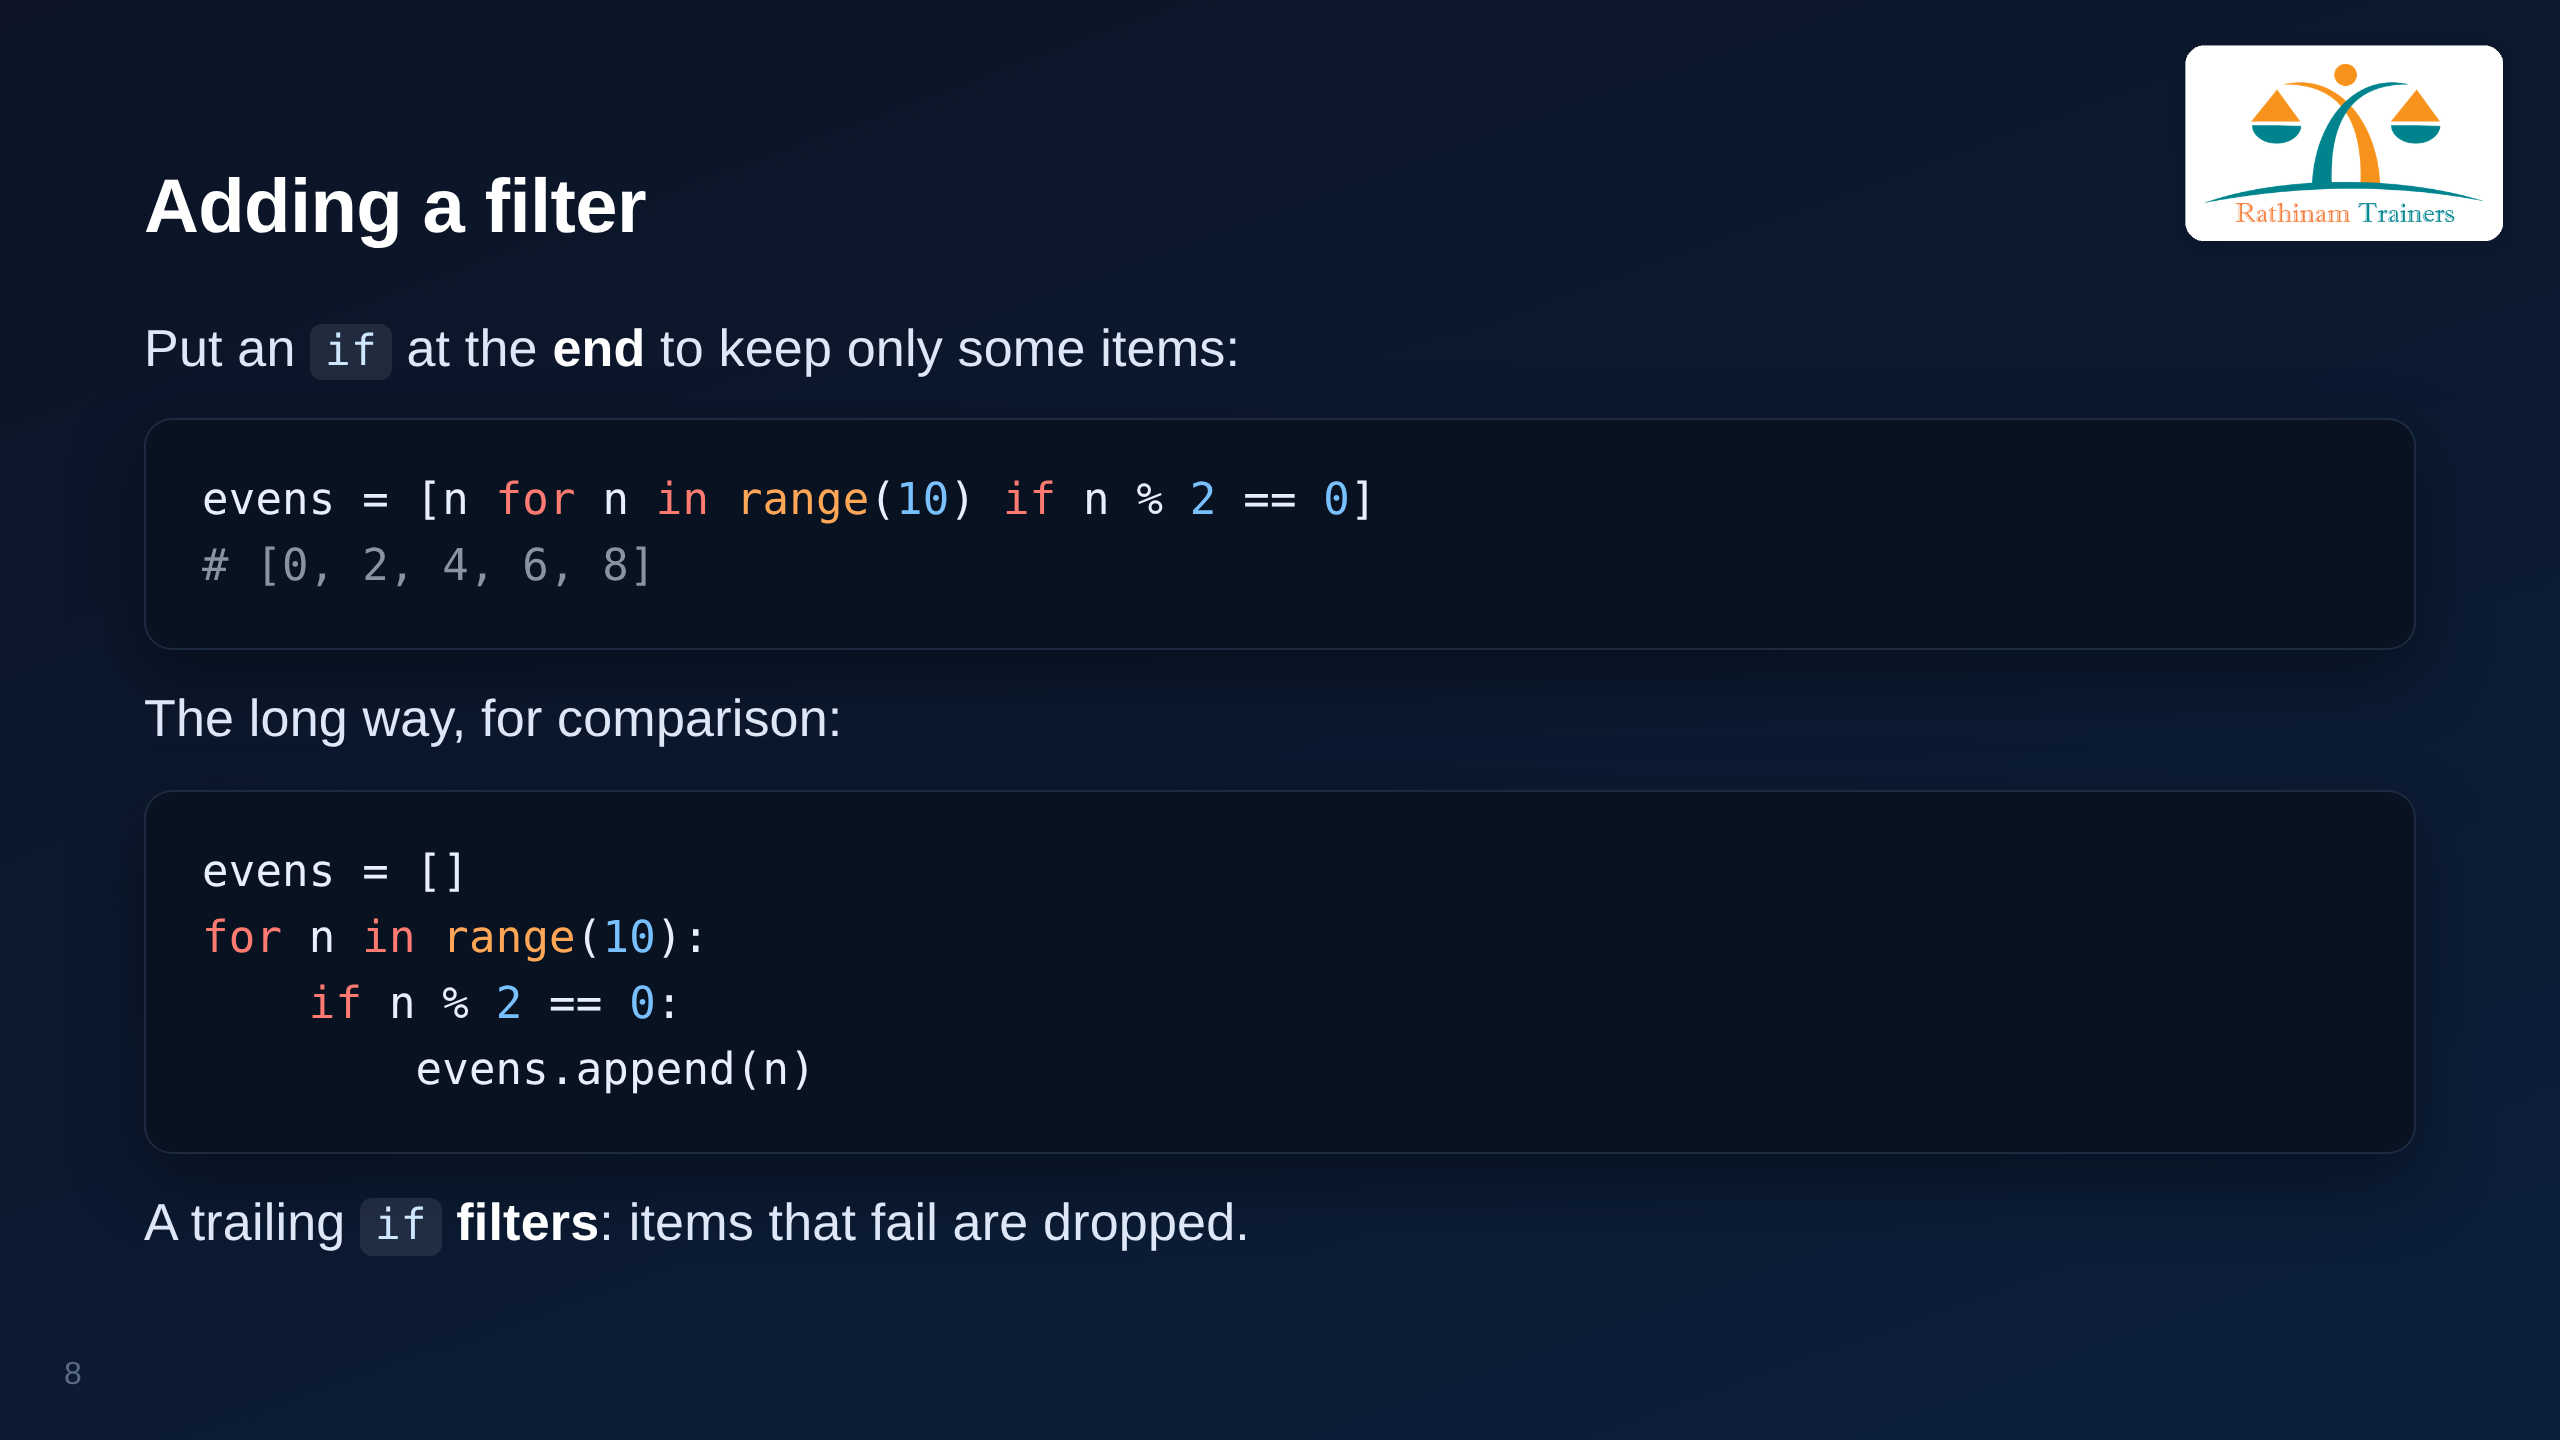 Rathinam Trainers
Adding a filter
Put an if at the end to keep only some items:
evens = [n for n in range(10) if n % 2 == 0]
# [0, 2, 4, 6, 8]
The long way, for comparison:
evens = []
for n in range(10):
    if n % 2 == 0:
        evens.append(n)
A trailing if filters: items that fail are dropped.
8